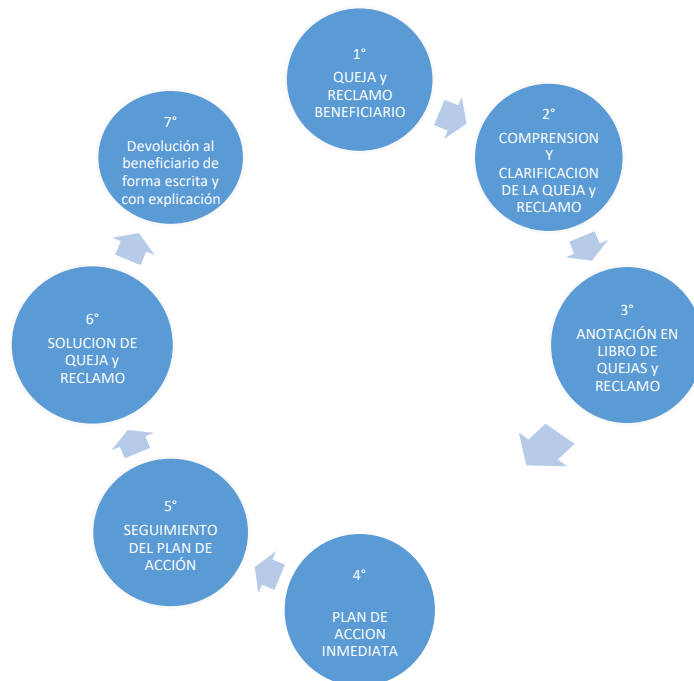 1°
QUEJA y
RECLAMO
BENEFICIARIO
2°
COMPRENSION
Y
CLARIFICACION
DE LA QUEJA y
RECLAMO
3°
ANOTACIÓN EN
LIBRO DE
QUEJAS y
RECLAMO
4°
PLAN DE
ACCION
INMEDIATA
5°
SEGUIMIENTO
DEL PLAN DE
ACCIÓN
6°
SOLUCION DE
QUEJA y
RECLAMO
7°
Devolución al
beneficiario de
forma escrita y
con explicación